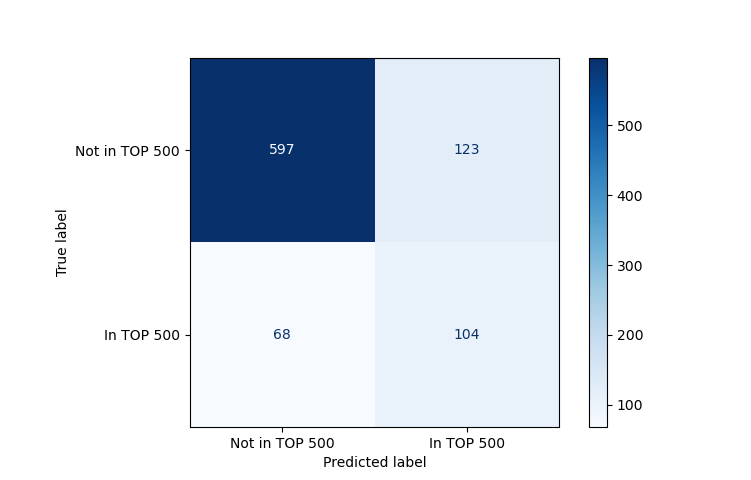 Not in TOP 500
597
123
True label
In TOP 500
68
104
Not in TOP 500
In TOP 500
Predicted label
500
400
300
200
100